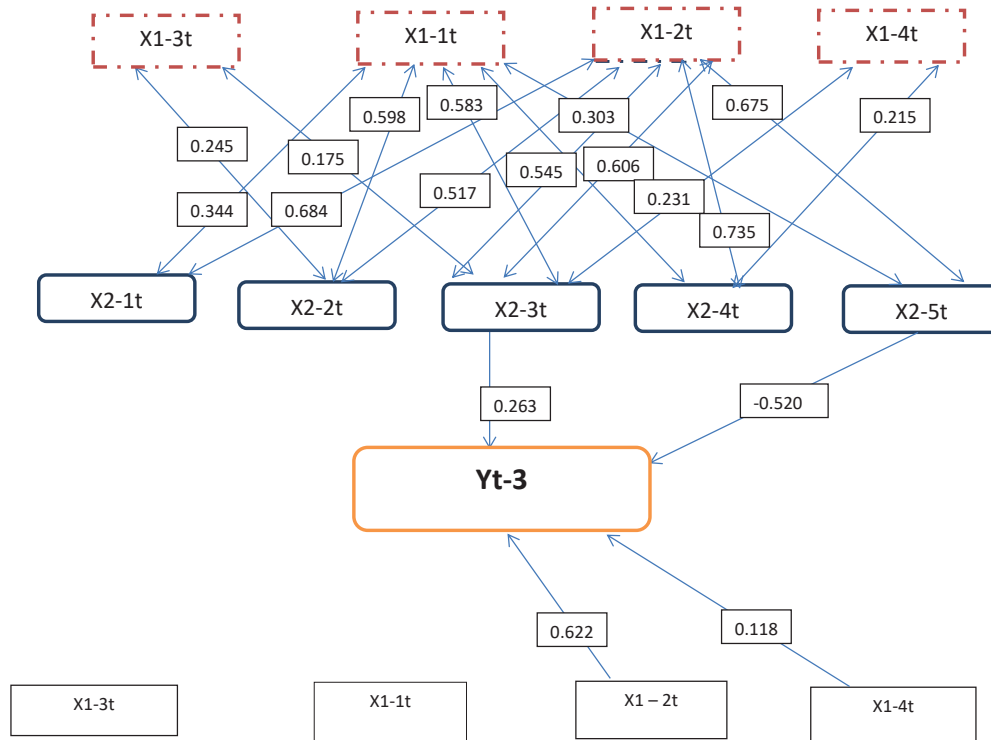 X1-3t
X1-1t
X1-2t
X1-4t
0.598
0.583
0.303
0.675
0.215
0.245
0.175
0.545
0.606
0.344
0.684
0.517
0.231
0.735
X2-1t
X2-2t
X2-3t
X2-4t
X2-5t
0.263
-0.520
Yt-3
0.622
0.118
X1-3t
X1-1t
X1 – 2t
X1-4t